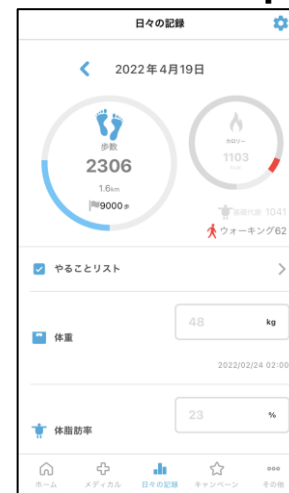 日々の記録
2022年4月19日
歩数
2306
1.6km
9000歩
カロリー
1103
kcal
基礎代謝 1041
ウォーキング62
やることリスト
体重
48 kg
2022/02/24 02:00
体脂肪率
23 %
ホーム メディカル 日々の記録 キャンペーン その他